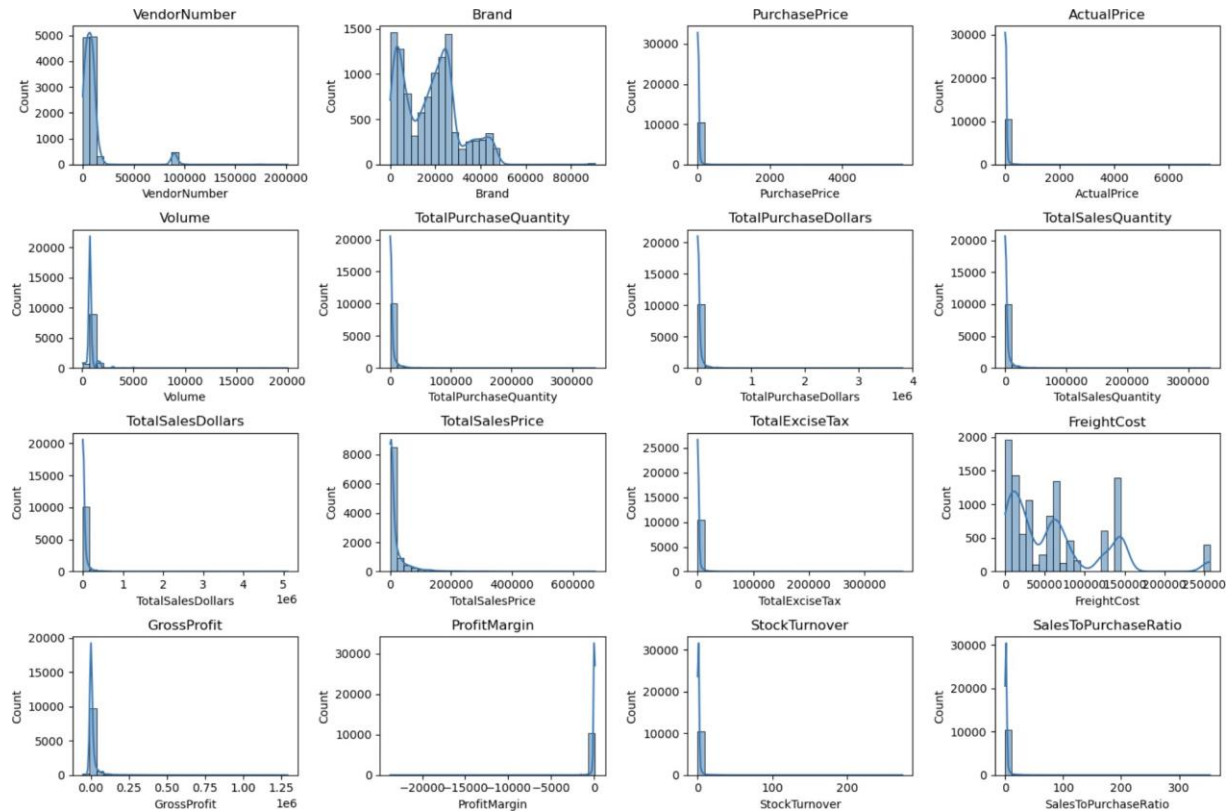 VendorNumber
Count
5000
4000
3000
2000
1000
0
0 50000 100000 150000 200000
VendorNumber
Brand
Count
1500
1000
500
0
0 20000 40000 60000 80000
Brand
PurchasePrice
Count
30000
20000
10000
0
0 2000 4000
PurchasePrice
ActualPrice
Count
30000
20000
10000
0
0 2000 4000 6000
ActualPrice
Volume
Count
20000
15000
10000
5000
0
0 5000 10000 15000 20000
Volume
TotalPurchaseQuantity
Count
20000
15000
10000
5000
0
0 100000 200000 300000
TotalPurchaseQuantity
TotalPurchaseDollars
Count
20000
15000
10000
5000
0
0 1 2 3 4
1e6
TotalPurchaseDollars
TotalSalesQuantity
Count
20000
15000
10000
5000
0
0 100000 200000 300000
TotalSalesQuantity
TotalSalesDollars
Count
20000
15000
10000
5000
0
0 1 2 3 4 5
1e6
TotalSalesDollars
TotalSalesPrice
Count
8000
6000
4000
2000
0
0 200000 400000 600000
TotalSalesPrice
TotalExciseTax
Count
25000
20000
15000
10000
5000
0
0 100000 200000 300000
TotalExciseTax
FreightCost
Count
2000
1500
1000
500
0
0 50000 100000 150000 200000 250000
FreightCost
GrossProfit
Count
20000
15000
10000
5000
0
0.00 0.25 0.50 0.75 1.00 1.25
1e6
GrossProfit
ProfitMargin
Count
30000
20000
10000
0
−20000 −15000 −10000 −5000 0
ProfitMargin
StockTurnover
Count
30000
20000
10000
0
0 100 200
StockTurnover
SalesToPurchaseRatio
Count
30000
20000
10000
0
0 100 200 300
SalesToPurchaseRatio